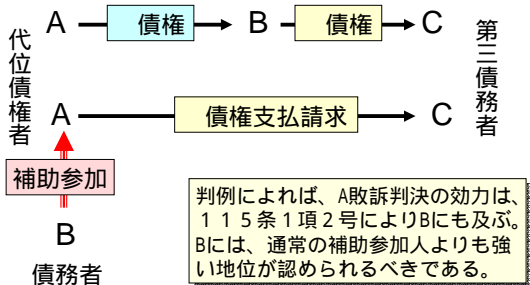 A 債権 B 債権 C
代位債権者
第三債務者
A 債権支払請求 C
補助参加
B
債務者
判例によれば、A敗訴判決の効力は、
115条1項2号によりBにも及ぶ。
Bには、通常の補助参加人よりも強
い地位が認められるべきである。